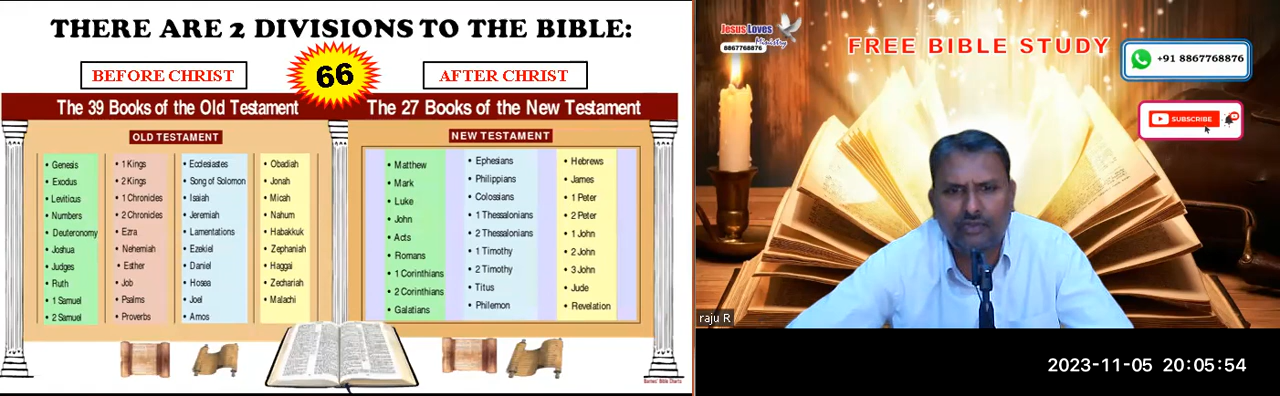 THERE ARE 2 DIVISIONS TO THE BIBLE:
BEFORE CHRIST
66
AFTER CHRIST
The 39 Books of the Old Testament
The 27 Books of the New Testament
OLD TESTAMENT
• Genesis
• Exodus
• Leviticus
• Numbers
• Deuteronomy
• Joshua
• Judges
• Ruth
• 1 Samuel
• 2 Samuel
• 1 Kings
• 2 Kings
• 1 Chronicles
• 2 Chronicles
• Ezra
• Nehemiah
• Esther
• Job
• Psalms
• Proverbs
• Ecclesiastes
• Song of Solomon
• Isaiah
• Jeremiah
• Lamentations
• Ezekiel
• Daniel
• Hosea
• Joel
• Amos
• Obadiah
• Jonah
• Micah
• Nahum
• Habakkuk
• Zephaniah
• Haggai
• Zechariah
• Malachi
NEW TESTAMENT
• Matthew
• Mark
• Luke
• John
• Acts
• Romans
• 1 Corinthians
• 2 Corinthians
• Galatians
• Ephesians
• Philippians
• Colossians
• 1 Thessalonians
• 2 Thessalonians
• 1 Timothy
• 2 Timothy
• Titus
• Philemon
• Hebrews
• James
• 1 Peter
• 2 Peter
• 1 John
• 2 John
• 3 John
• Jude
• Revelation
Barnes' Bible Charts
Jesus Loves
Ministry
8867768876
FREE BIBLE STUDY
+91 8867768876
SUBSCRIBE
raju R
2023-11-05 20:05:54